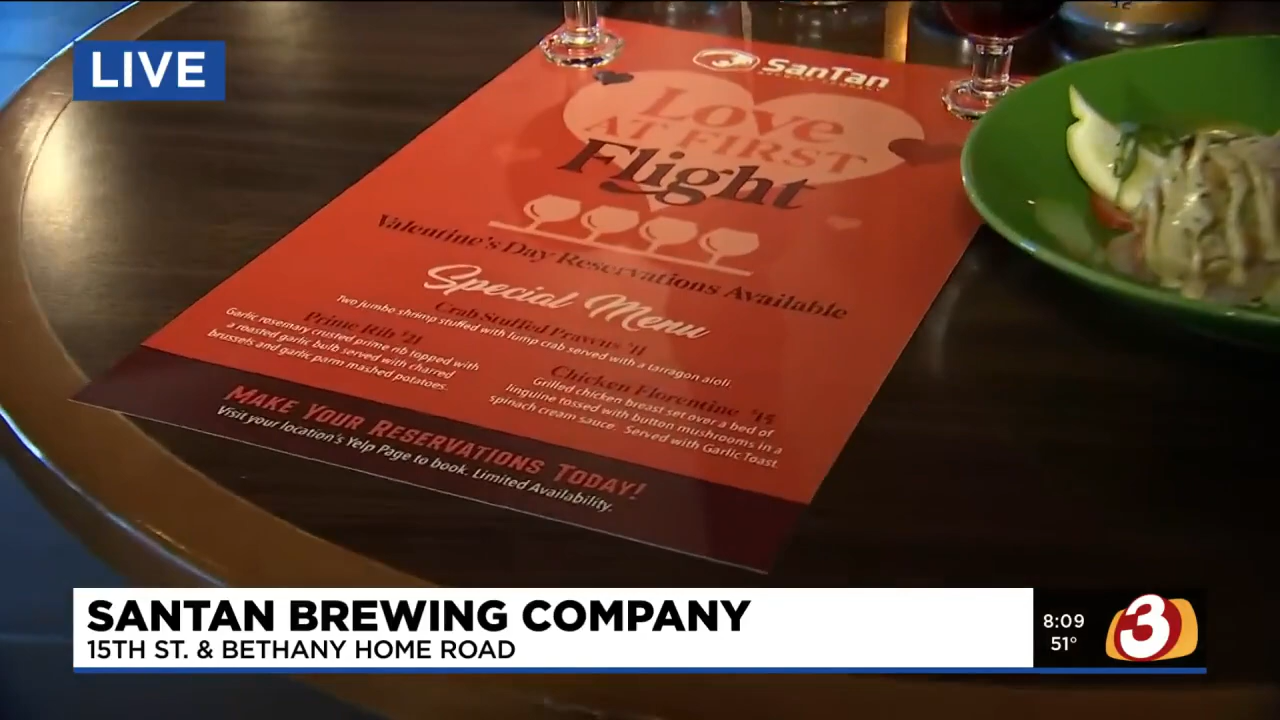 LIVE
SanTan
Love
AT FIRST
Flight
Valentine's Day Reservations Available
Special Menu
Crab Stuffed Prawns $11
Two jumbo shrimp stuffed with lump crab served with a tarragon aioli.
Prime Rib $21
Garlic rosemary crusted prime rib topped with
a roasted garlic bulb served with charred
brussels and garlic parm mashed potatoes.
Chicken Florentine $15
Grilled chicken breast set over a bed of
linguine tossed with button mushrooms in a
spinach cream sauce. Served with Garlic Toast.
MAKE YOUR RESERVATIONS TODAY!
Visit your location's Yelp Page to book. Limited Availability.
SANTAN BREWING COMPANY
15TH ST. & BETHANY HOME ROAD
8:09
51°
3